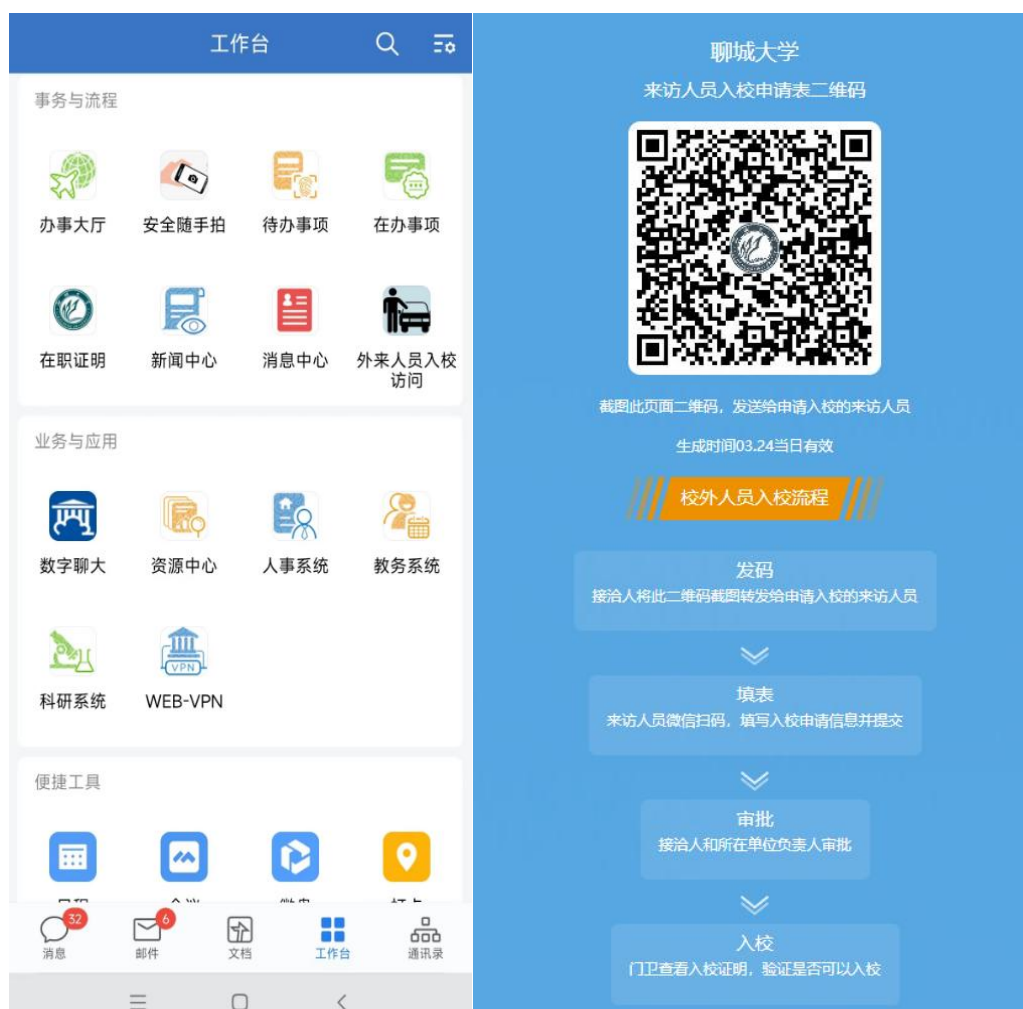 工作台
事务与流程
办事大厅
安全随手拍
待办事项
在办事项
在职证明
新闻中心
消息中心
外来人员入校
访问
业务与应用
数字聊大
资源中心
人事系统
教务系统
VPN
科研系统
WEB-VPN
便捷工具
32
6
消息
邮件
文档
工作台
通讯录
聊城大学
来访人员入校申请表二维码
截图此页面二维码，发送给申请入校的来访人员
生成时间03.24当日有效
校外人员入校流程
发码
接洽人将此二维码截图转发给申请入校的来访人员
填表
来访人员微信扫码，填写入校申请信息并提交
审批
接洽人和所在单位负责人审批
入校
门卫查看入校证明，验证是否可以入校